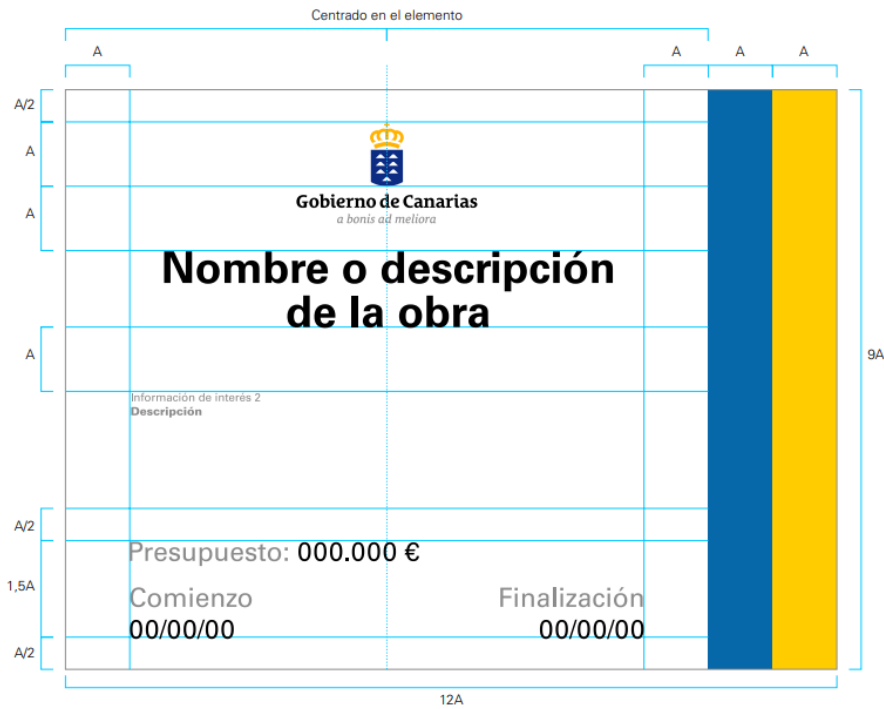 Centrado en el elemento
A
A
A
A
A/2
A
Gobierno de Canarias
a bonis ad meliora
A
Nombre o descripción
de la obra
A
9A
Información de interés 2
Descripción
A/2
Presupuesto: 000.000 €
1,5A
Comienzo
Finalización
00/00/00
00/00/00
A/2
12A